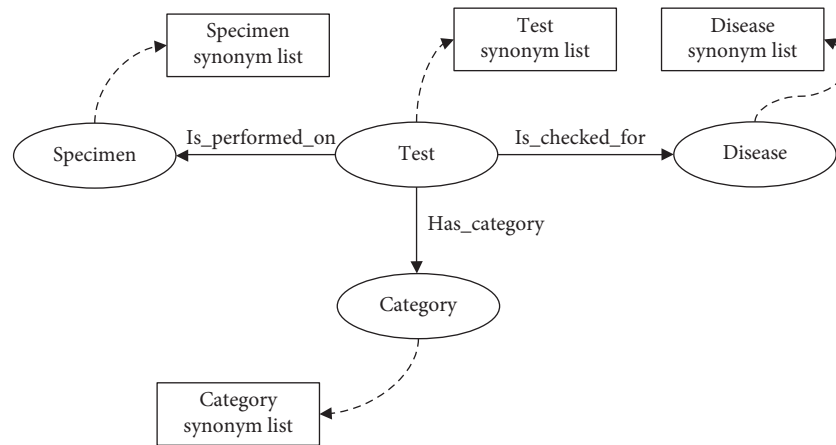 Specimen
synonym list
Test
synonym list
Disease
synonym list
Specimen
Is_performed_on
Test
Is_checked_for
Disease
Has_category
Category
Category
synonym list